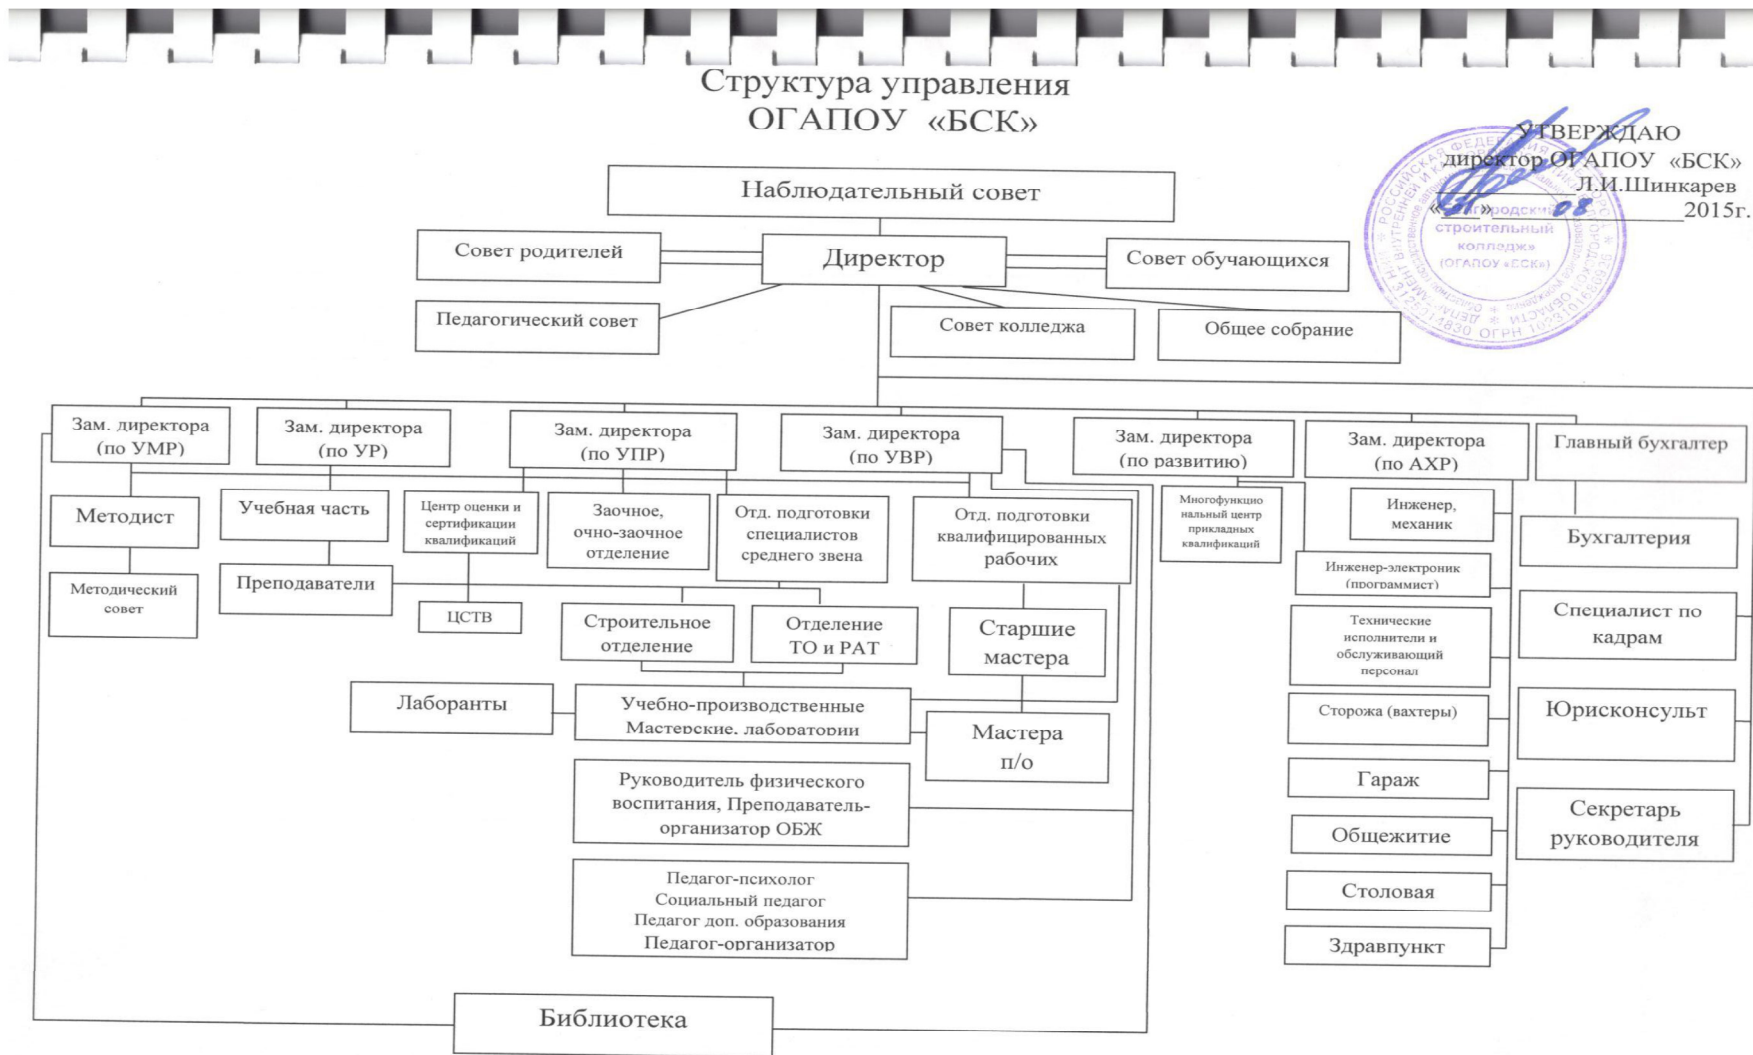 Структура управления
ОГАПОУ «БСК»
УТВЕРЖДАЮ
директор ОГАПОУ «БСК»
Л.И.Шинкарев
« » 08 2015г.
строительный
колледж»
(ОГАПОУ «БСК»)
Наблюдательный совет
Совет родителей
Директор
Совет обучающихся
Педагогический совет
Совет колледжа
Общее собрание
Зам. директора
(по УМР)
Зам. директора
(по УР)
Зам. директора
(по УПР)
Зам. директора
(по УВР)
Зам. директора
(по развитию)
Зам. директора
(по АХР)
Главный бухгалтер
Методист
Учебная часть
Центр оценки и
сертификации
квалификаций
Заочное,
очно-заочное
отделение
Отд. подготовки
специалистов
среднего звена
Отд. подготовки
квалифицированных
рабочих
Многофункцио
нальный центр
прикладных
квалификаций
Инженер,
механик
Бухгалтерия
Методический
совет
Преподаватели
ЦСТВ
Инженер-электроник
(программист)
Строительное
отделение
Отделение
ТО и РАТ
Старшие
мастера
Технические
исполнители и
обслуживающий
персонал
Специалист по
кадрам
Лаборанты
Учебно-производственные
Мастерские, лаборатории
Мастера
п/о
Сторожа (вахтеры)
Юрисконсульт
Руководитель физического
воспитания, Преподаватель-
организатор ОБЖ
Гараж
Секретарь
руководителя
Общежитие
Педагог-психолог
Социальный педагог
Педагог доп. образования
Педагог-организатор
Столовая
Здравпункт
Библиотека